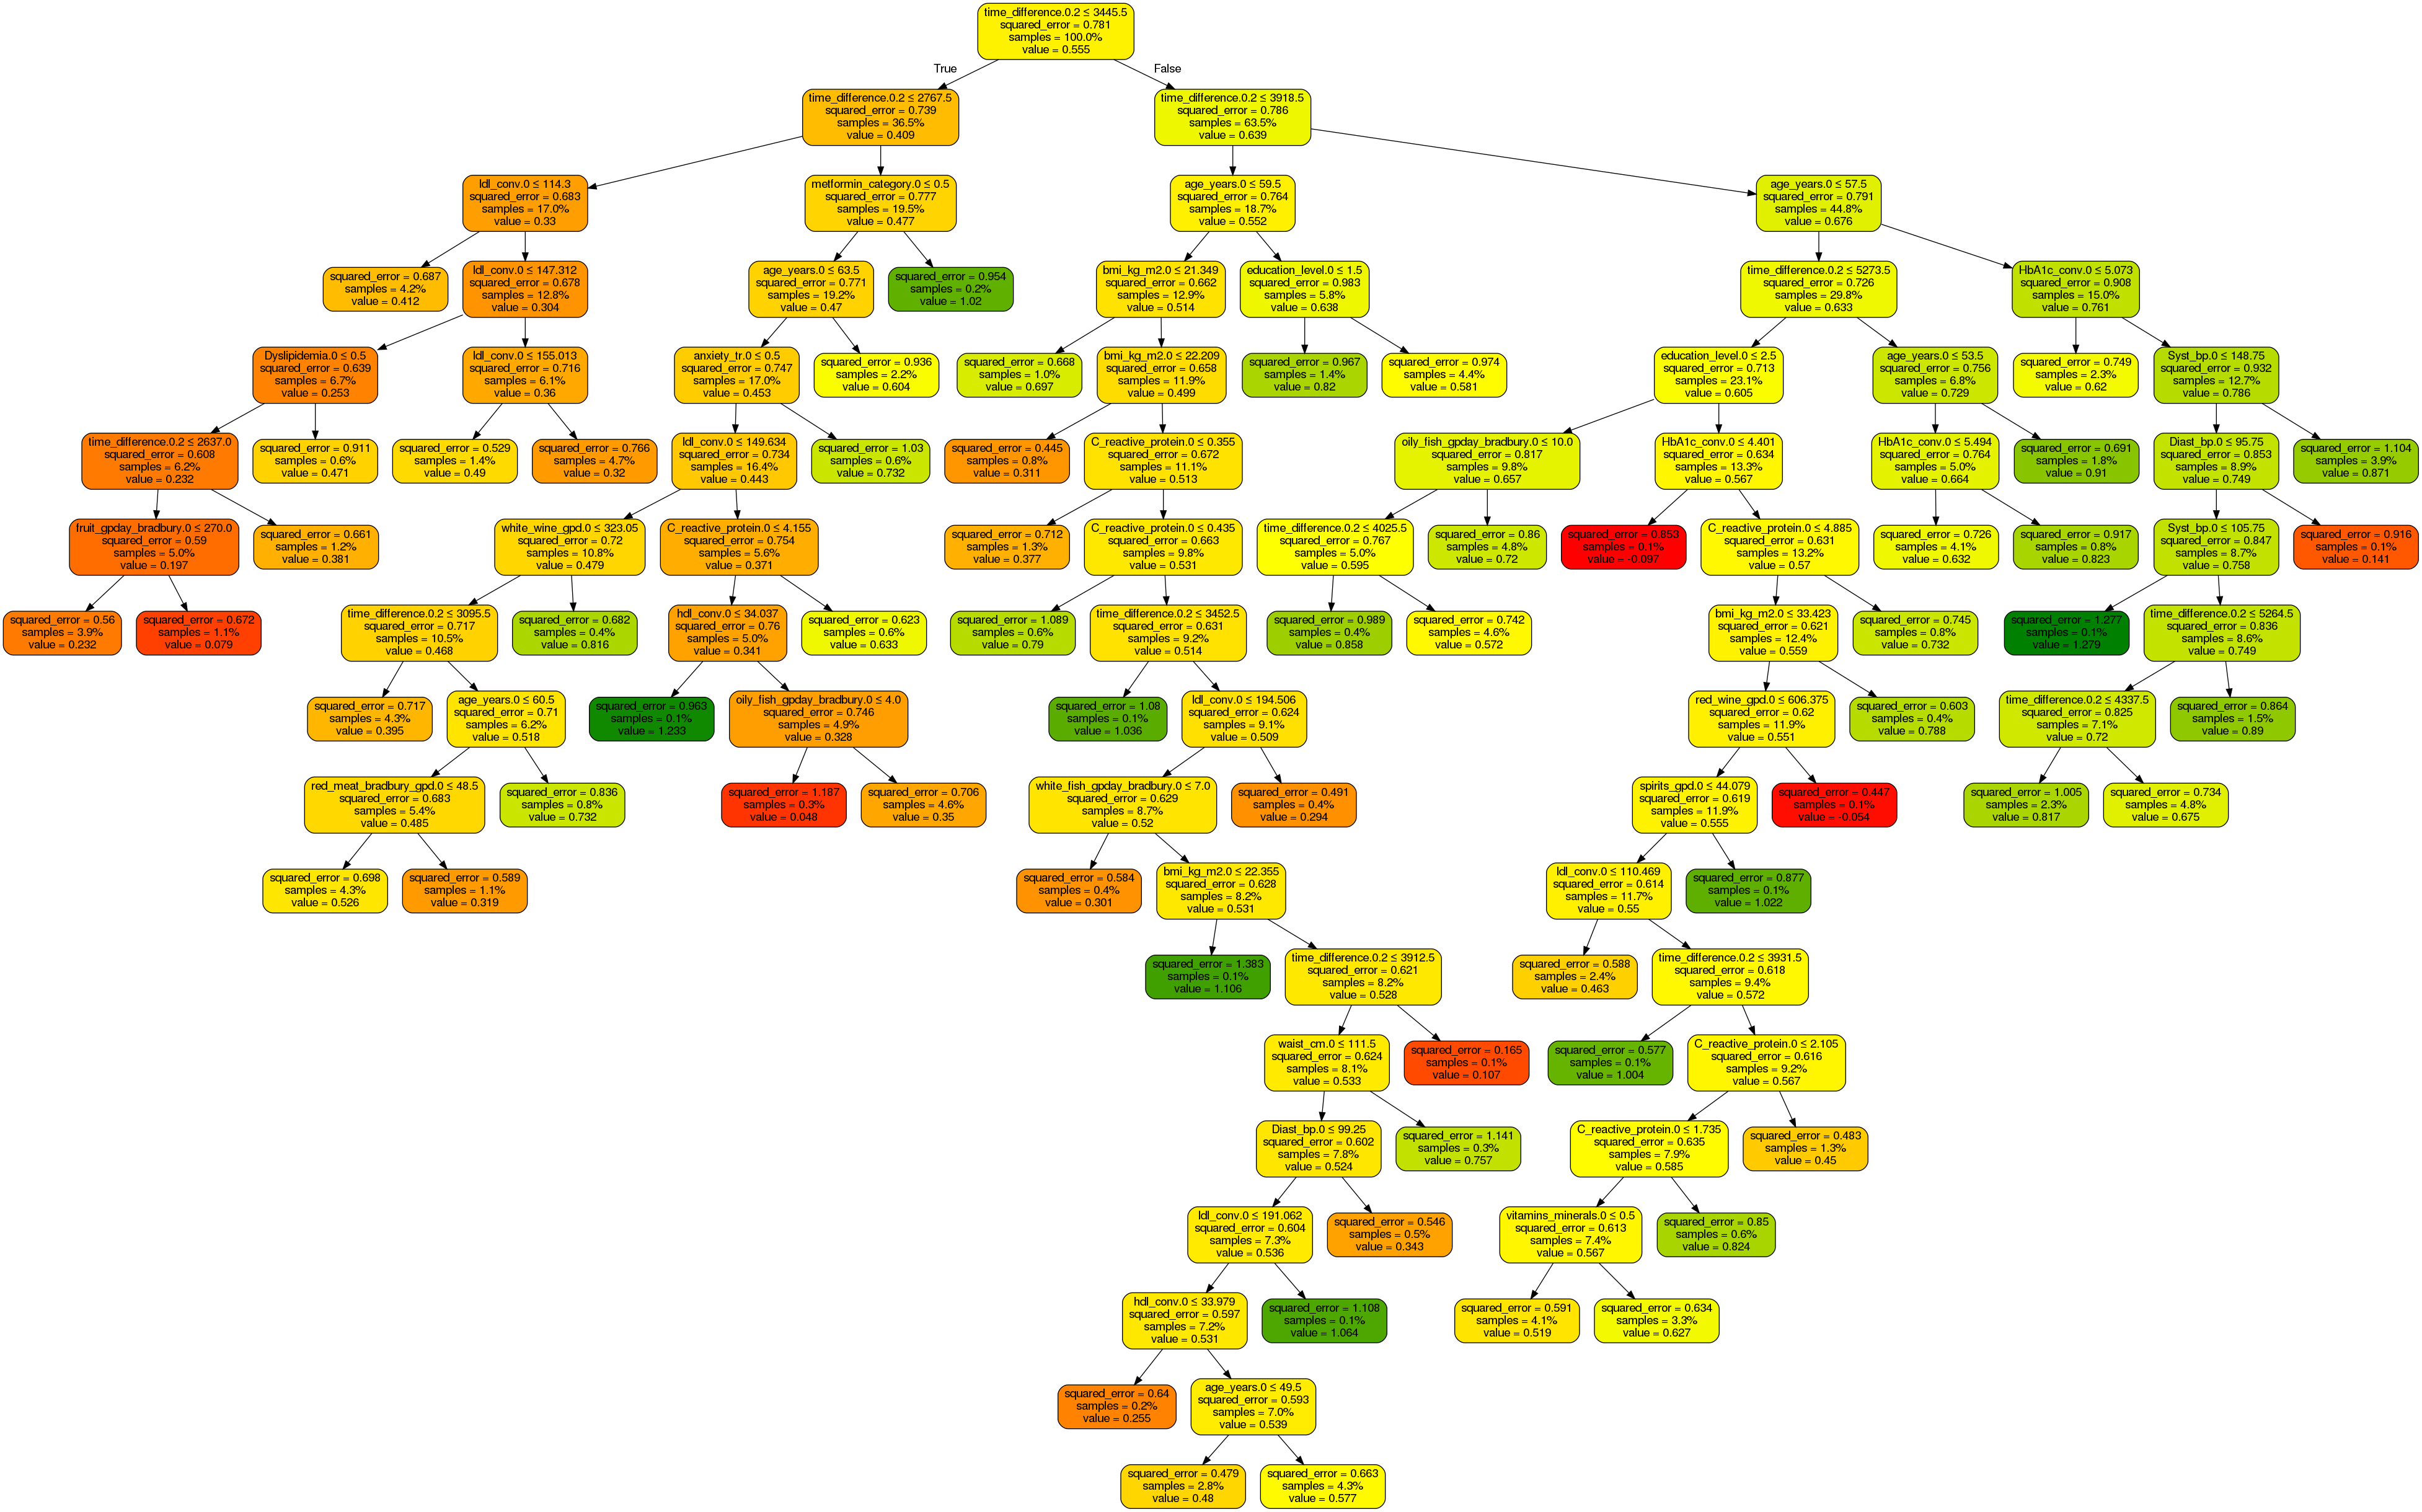 time_difference.0.2 ≤ 3445.5
squared_error = 0.781
samples = 100.0%
value = 0.555
True
False
time_difference.0.2 ≤ 2767.5
squared_error = 0.739
samples = 36.5%
value = 0.409
time_difference.0.2 ≤ 3918.5
squared_error = 0.786
samples = 63.5%
value = 0.639
ldl_conv.0 ≤ 114.3
squared_error = 0.683
samples = 17.0%
value = 0.33
metformin_category.0 ≤ 0.5
squared_error = 0.777
samples = 19.5%
value = 0.477
age_years.0 ≤ 59.5
squared_error = 0.764
samples = 18.7%
value = 0.552
age_years.0 ≤ 57.5
squared_error = 0.791
samples = 44.8%
value = 0.676
squared_error = 0.687
samples = 4.2%
value = 0.412
ldl_conv.0 ≤ 147.312
squared_error = 0.678
samples = 12.8%
value = 0.304
age_years.0 ≤ 63.5
squared_error = 0.771
samples = 19.2%
value = 0.47
squared_error = 0.954
samples = 0.2%
value = 1.02
bmi_kg_m2.0 ≤ 21.349
squared_error = 0.662
samples = 12.9%
value = 0.514
education_level.0 ≤ 1.5
squared_error = 0.983
samples = 5.8%
value = 0.638
time_difference.0.2 ≤ 5273.5
squared_error = 0.726
samples = 29.8%
value = 0.633
HbA1c_conv.0 ≤ 5.073
squared_error = 0.908
samples = 15.0%
value = 0.761
Dyslipidemia.0 ≤ 0.5
squared_error = 0.639
samples = 6.7%
value = 0.253
ldl_conv.0 ≤ 155.013
squared_error = 0.716
samples = 6.1%
value = 0.36
anxiety_tr.0 ≤ 0.5
squared_error = 0.747
samples = 17.0%
value = 0.453
squared_error = 0.936
samples = 2.2%
value = 0.604
squared_error = 0.668
samples = 1.0%
value = 0.697
bmi_kg_m2.0 ≤ 22.209
squared_error = 0.658
samples = 11.9%
value = 0.499
squared_error = 0.967
samples = 1.4%
value = 0.82
squared_error = 0.974
samples = 4.4%
value = 0.581
education_level.0 ≤ 2.5
squared_error = 0.713
samples = 23.1%
value = 0.605
age_years.0 ≤ 53.5
squared_error = 0.756
samples = 6.8%
value = 0.729
squared_error = 0.749
samples = 2.3%
value = 0.62
Syst_bp.0 ≤ 148.75
squared_error = 0.932
samples = 12.7%
value = 0.786
time_difference.0.2 ≤ 2637.0
squared_error = 0.608
samples = 6.2%
value = 0.232
squared_error = 0.911
samples = 0.6%
value = 0.471
squared_error = 0.529
samples = 1.4%
value = 0.49
squared_error = 0.766
samples = 4.7%
value = 0.32
ldl_conv.0 ≤ 149.634
squared_error = 0.734
samples = 16.4%
value = 0.443
squared_error = 1.03
samples = 0.6%
value = 0.732
squared_error = 0.445
samples = 0.8%
value = 0.311
C_reactive_protein.0 ≤ 0.355
squared_error = 0.672
samples = 11.1%
value = 0.513
oily_fish_gpday_bradbury.0 ≤ 10.0
squared_error = 0.817
samples = 9.8%
value = 0.657
HbA1c_conv.0 ≤ 4.401
squared_error = 0.634
samples = 13.3%
value = 0.567
HbA1c_conv.0 ≤ 5.494
squared_error = 0.764
samples = 5.0%
value = 0.664
squared_error = 0.691
samples = 1.8%
value = 0.91
Diast_bp.0 ≤ 95.75
squared_error = 0.853
samples = 8.9%
value = 0.749
squared_error = 1.104
samples = 3.9%
value = 0.871
fruit_gpday_bradbury.0 ≤ 270.0
squared_error = 0.59
samples = 5.0%
value = 0.197
squared_error = 0.661
samples = 1.2%
value = 0.381
white_wine_gpd.0 ≤ 323.05
squared_error = 0.72
samples = 10.8%
value = 0.479
C_reactive_protein.0 ≤ 4.155
squared_error = 0.754
samples = 5.6%
value = 0.371
squared_error = 0.712
samples = 1.3%
value = 0.377
C_reactive_protein.0 ≤ 0.435
squared_error = 0.663
samples = 9.8%
value = 0.531
time_difference.0.2 ≤ 4025.5
squared_error = 0.767
samples = 5.0%
value = 0.595
squared_error = 0.86
samples = 4.8%
value = 0.72
squared_error = 0.853
samples = 0.1%
value = -0.097
C_reactive_protein.0 ≤ 4.885
squared_error = 0.631
samples = 13.2%
value = 0.57
squared_error = 0.726
samples = 4.1%
value = 0.632
squared_error = 0.917
samples = 0.8%
value = 0.823
Syst_bp.0 ≤ 105.75
squared_error = 0.847
samples = 8.7%
value = 0.758
squared_error = 0.916
samples = 0.1%
value = 0.141
squared_error = 0.56
samples = 3.9%
value = 0.232
squared_error = 0.672
samples = 1.1%
value = 0.079
time_difference.0.2 ≤ 3095.5
squared_error = 0.717
samples = 10.5%
value = 0.468
squared_error = 0.682
samples = 0.4%
value = 0.816
hdl_conv.0 ≤ 34.037
squared_error = 0.76
samples = 5.0%
value = 0.341
squared_error = 0.623
samples = 0.6%
value = 0.633
squared_error = 1.089
samples = 0.6%
value = 0.79
time_difference.0.2 ≤ 3452.5
squared_error = 0.631
samples = 9.2%
value = 0.514
squared_error = 0.989
samples = 0.4%
value = 0.858
squared_error = 0.742
samples = 4.6%
value = 0.572
bmi_kg_m2.0 ≤ 33.423
squared_error = 0.621
samples = 12.4%
value = 0.559
squared_error = 0.745
samples = 0.8%
value = 0.732
squared_error = 1.277
samples = 0.1%
value = 1.279
time_difference.0.2 ≤ 5264.5
squared_error = 0.836
samples = 8.6%
value = 0.749
squared_error = 0.717
samples = 4.3%
value = 0.395
age_years.0 ≤ 60.5
squared_error = 0.71
samples = 6.2%
value = 0.518
squared_error = 0.963
samples = 0.1%
value = 1.233
oily_fish_gpday_bradbury.0 ≤ 4.0
squared_error = 0.746
samples = 4.9%
value = 0.328
squared_error = 1.08
samples = 0.1%
value = 1.036
ldl_conv.0 ≤ 194.506
squared_error = 0.624
samples = 9.1%
value = 0.509
red_wine_gpd.0 ≤ 606.375
squared_error = 0.62
samples = 11.9%
value = 0.551
squared_error = 0.603
samples = 0.4%
value = 0.788
time_difference.0.2 ≤ 4337.5
squared_error = 0.825
samples = 7.1%
value = 0.72
squared_error = 0.864
samples = 1.5%
value = 0.89
red_meat_bradbury_gpd.0 ≤ 48.5
squared_error = 0.683
samples = 5.4%
value = 0.485
squared_error = 0.836
samples = 0.8%
value = 0.732
squared_error = 1.187
samples = 0.3%
value = 0.048
squared_error = 0.706
samples = 4.6%
value = 0.35
white_fish_gpday_bradbury.0 ≤ 7.0
squared_error = 0.629
samples = 8.7%
value = 0.52
squared_error = 0.491
samples = 0.4%
value = 0.294
spirits_gpd.0 ≤ 44.079
squared_error = 0.619
samples = 11.9%
value = 0.555
squared_error = 0.447
samples = 0.1%
value = -0.054
squared_error = 1.005
samples = 2.3%
value = 0.817
squared_error = 0.734
samples = 4.8%
value = 0.675
squared_error = 0.698
samples = 4.3%
value = 0.526
squared_error = 0.589
samples = 1.1%
value = 0.319
squared_error = 0.584
samples = 0.4%
value = 0.301
bmi_kg_m2.0 ≤ 22.355
squared_error = 0.628
samples = 8.2%
value = 0.531
ldl_conv.0 ≤ 110.469
squared_error = 0.614
samples = 11.7%
value = 0.55
squared_error = 0.877
samples = 0.1%
value = 1.022
squared_error = 1.383
samples = 0.1%
value = 1.106
time_difference.0.2 ≤ 3912.5
squared_error = 0.621
samples = 8.2%
value = 0.528
squared_error = 0.588
samples = 2.4%
value = 0.463
time_difference.0.2 ≤ 3931.5
squared_error = 0.618
samples = 9.4%
value = 0.572
waist_cm.0 ≤ 111.5
squared_error = 0.624
samples = 8.1%
value = 0.533
squared_error = 0.165
samples = 0.1%
value = 0.107
squared_error = 0.577
samples = 0.1%
value = 1.004
C_reactive_protein.0 ≤ 2.105
squared_error = 0.616
samples = 9.2%
value = 0.567
Diast_bp.0 ≤ 99.25
squared_error = 0.602
samples = 7.8%
value = 0.524
squared_error = 1.141
samples = 0.3%
value = 0.757
C_reactive_protein.0 ≤ 1.735
squared_error = 0.635
samples = 7.9%
value = 0.585
squared_error = 0.483
samples = 1.3%
value = 0.45
ldl_conv.0 ≤ 191.062
squared_error = 0.604
samples = 7.3%
value = 0.536
squared_error = 0.546
samples = 0.5%
value = 0.343
vitamins_minerals.0 ≤ 0.5
squared_error = 0.613
samples = 7.4%
value = 0.567
squared_error = 0.85
samples = 0.6%
value = 0.824
hdl_conv.0 ≤ 33.979
squared_error = 0.597
samples = 7.2%
value = 0.531
squared_error = 1.108
samples = 0.1%
value = 1.064
squared_error = 0.591
samples = 4.1%
value = 0.519
squared_error = 0.634
samples = 3.3%
value = 0.627
squared_error = 0.64
samples = 0.2%
value = 0.255
age_years.0 ≤ 49.5
squared_error = 0.593
samples = 7.0%
value = 0.539
squared_error = 0.479
samples = 2.8%
value = 0.48
squared_error = 0.663
samples = 4.3%
value = 0.577